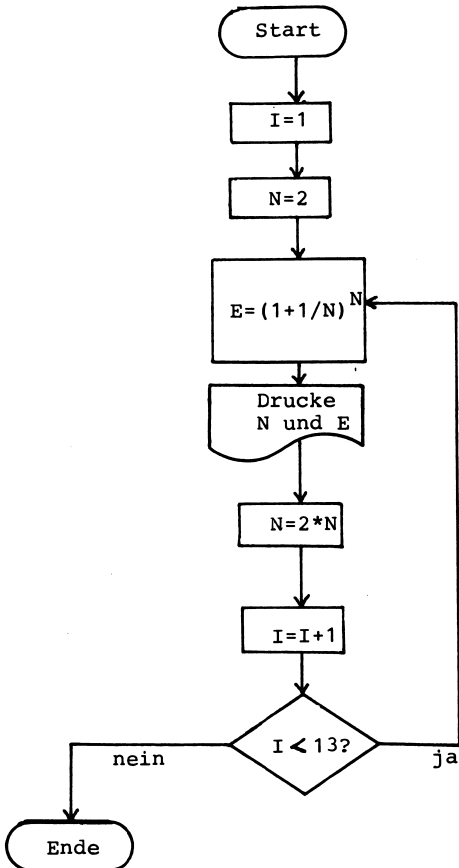 Start
I=1
N=2
E=(1+1/N)^N
Drucke
N und E
N=2*N
I=I+1
I<13?
nein
ja
Ende